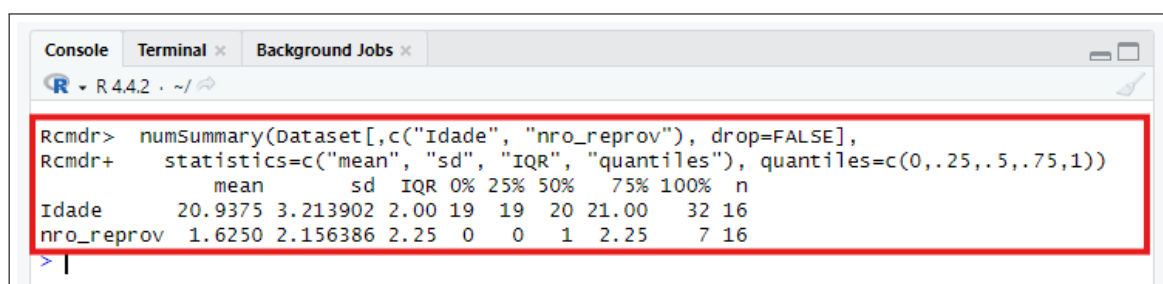 Console Terminal × Background Jobs ×
R 4.4.2 · ~/
Rcmdr>  numSummary(Dataset[,c("Idade", "nro_reprov"), drop=FALSE],
Rcmdr+    statistics=c("mean", "sd", "IQR", "quantiles"), quantiles=c(0,.25,.5,.75,1))
              mean       sd  IQR 0% 25% 50%   75% 100%  n
Idade      20.9375 3.213902 2.00 19  19  20 21.00   32 16
nro_reprov  1.6250 2.156386 2.25  0   0   1  2.25    7 16
>